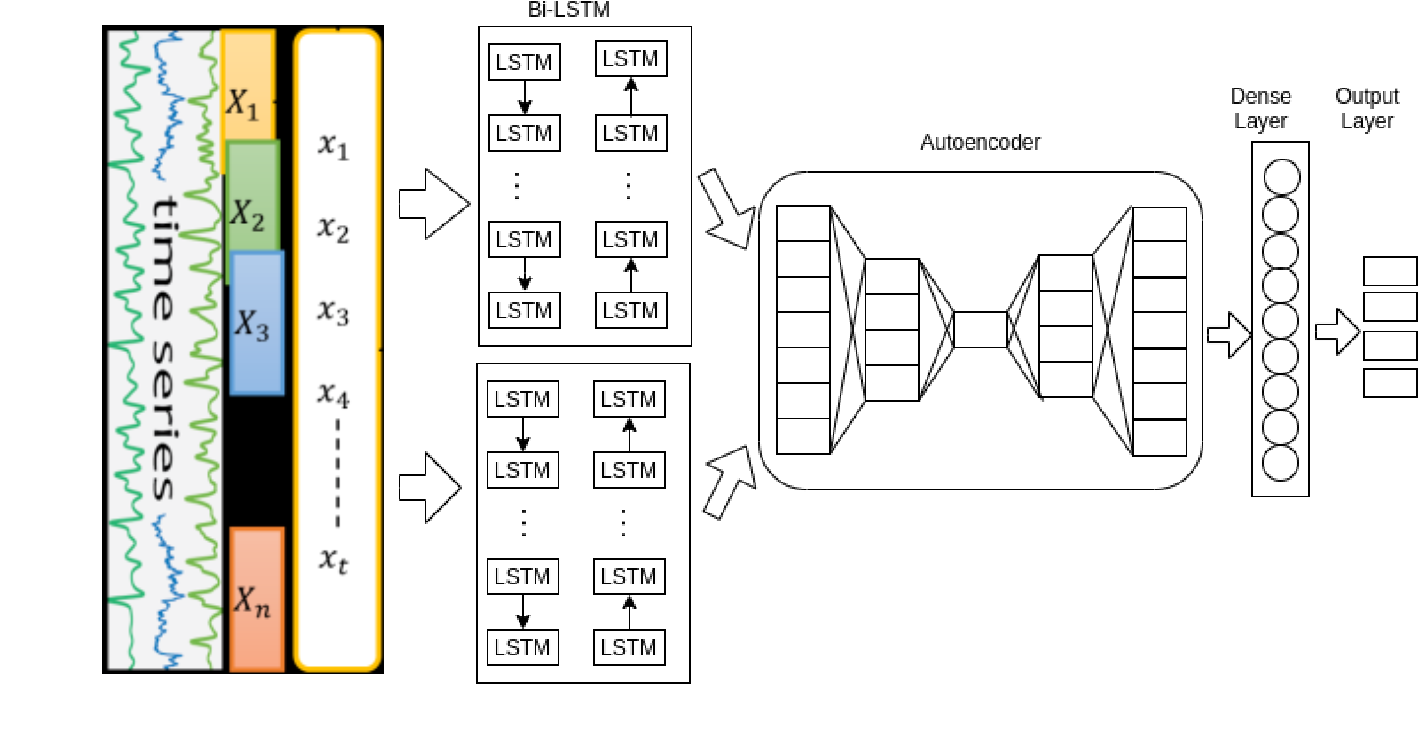 time series
X₁
X₂
X₃
Xₙ
x₁
x₂
x₃
x₄
xₜ
Bi-LSTM
LSTM LSTM
LSTM LSTM
⋮ ⋮
LSTM LSTM
LSTM LSTM
LSTM LSTM
LSTM LSTM
⋮ ⋮
LSTM LSTM
LSTM LSTM
Autoencoder
Dense
Layer
Output
Layer